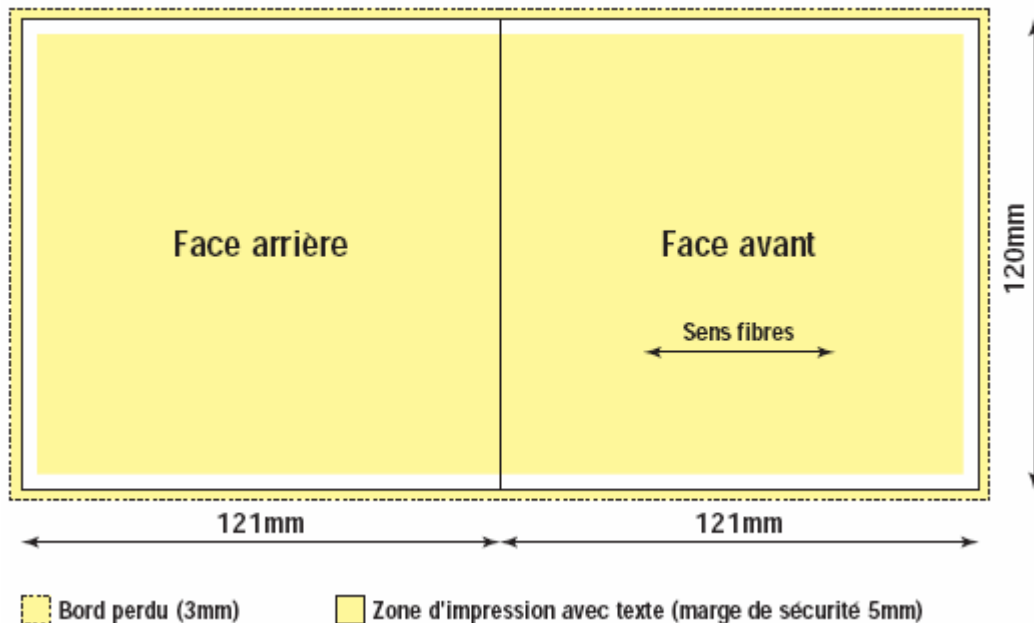 Face arrière
Face avant
Sens fibres
120mm
121mm
121mm
Bord perdu (3mm)
Zone d'impression avec texte (marge de sécurité 5mm)